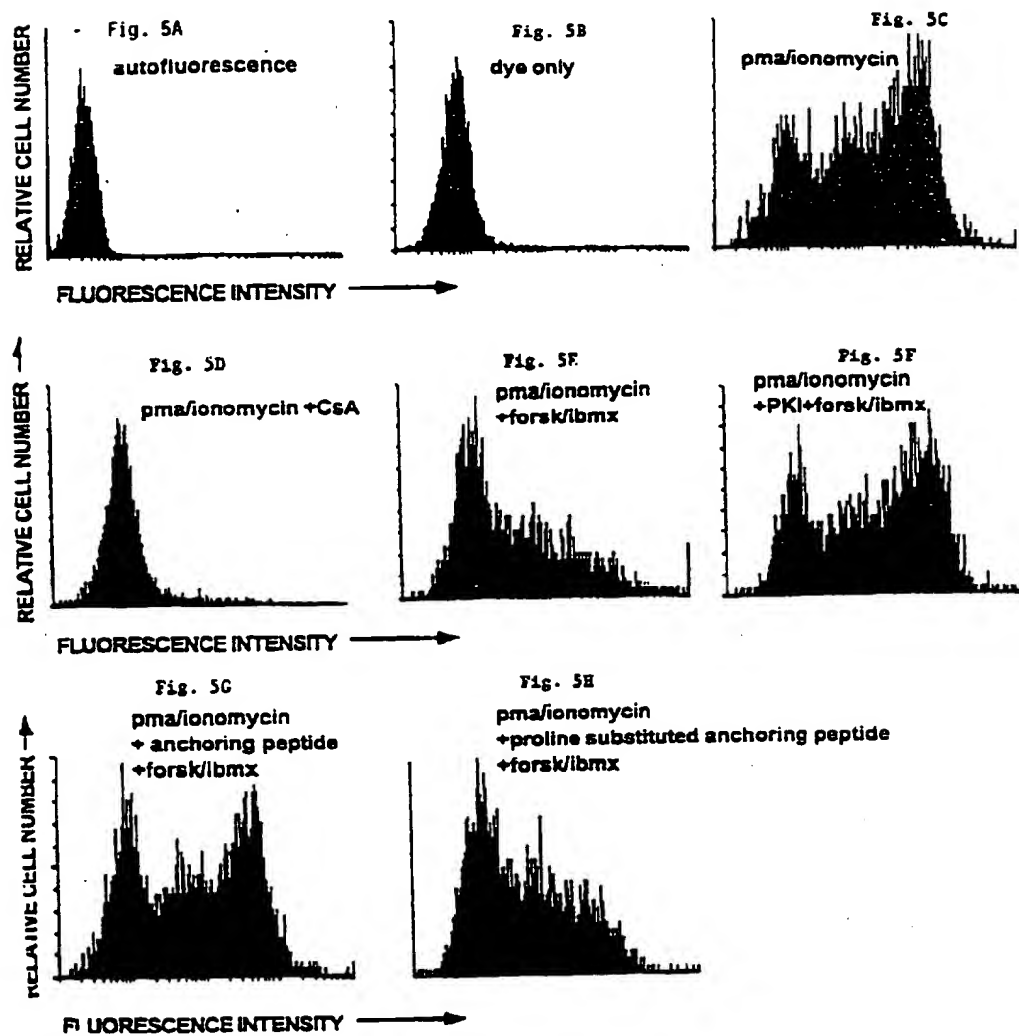 Fig. 5A
autofluorescence
Fig. 5B
dye only
Fig. 5C
pma/ionomycin
RELATIVE CELL NUMBER
FLUORESCENCE INTENSITY
Fig. 5D
pma/ionomycin +CsA
Fig. 5E
pma/ionomycin
+forsk/ibmx
Fig. 5F
pma/ionomycin
+PKI+forsk/ibmx
RELATIVE CELL NUMBER
FLUORESCENCE INTENSITY
Fig. 5G
pma/ionomycin
+ anchoring peptide
+forsk/ibmx
Fig. 5H
pma/ionomycin
+proline substituted anchoring peptide
+forsk/ibmx
RELATIVE CELL NUMBER
FLUORESCENCE INTENSITY